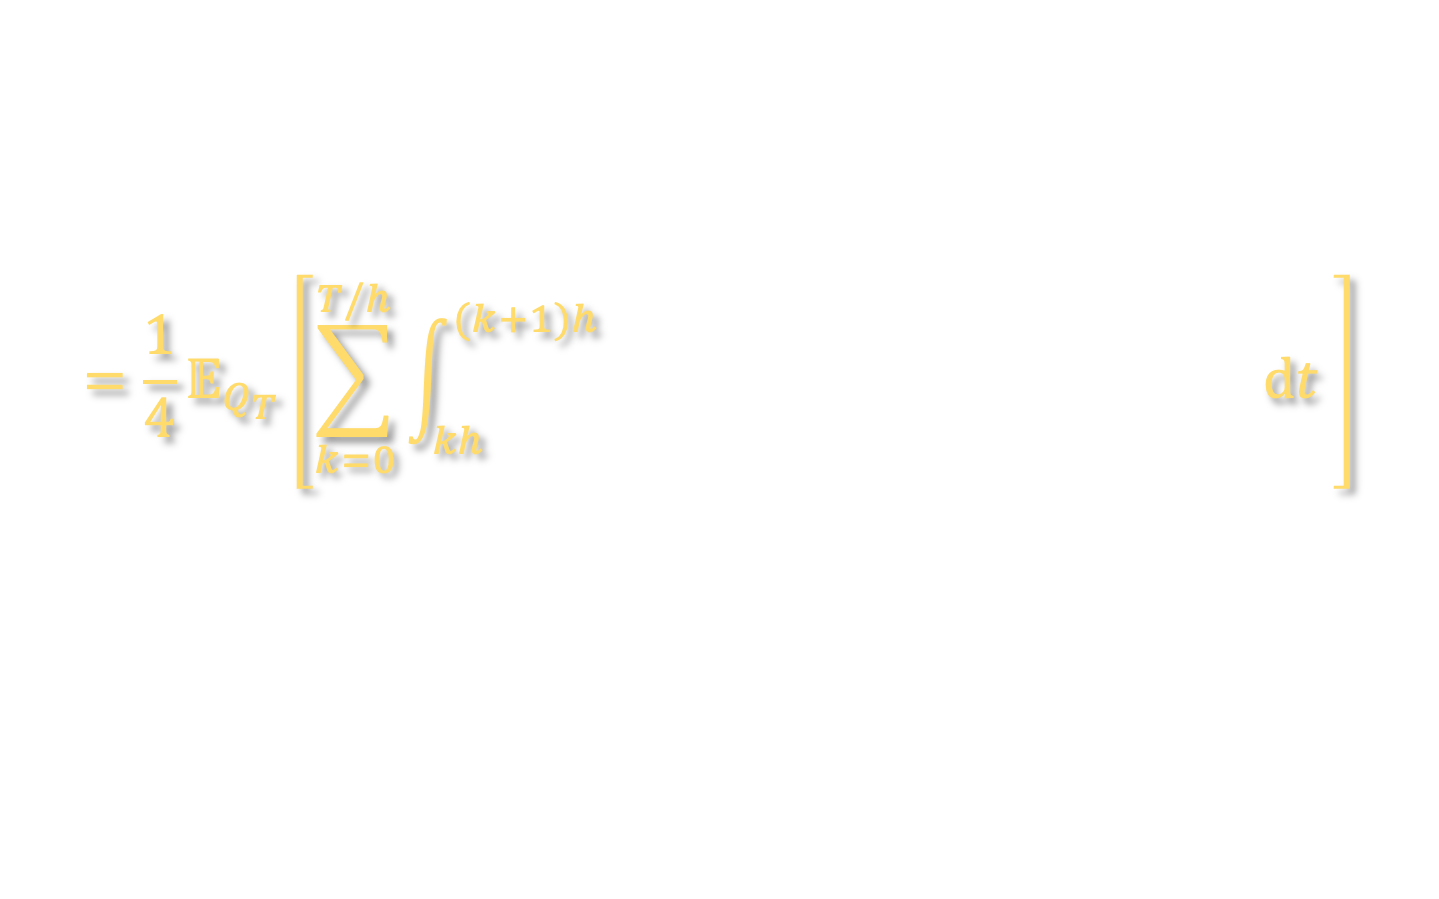 = 1/4 𝔼_{Q_T} [ ∑_{k=0}^{T/h} ∫_{kh}^{(k+1)h} dt ]